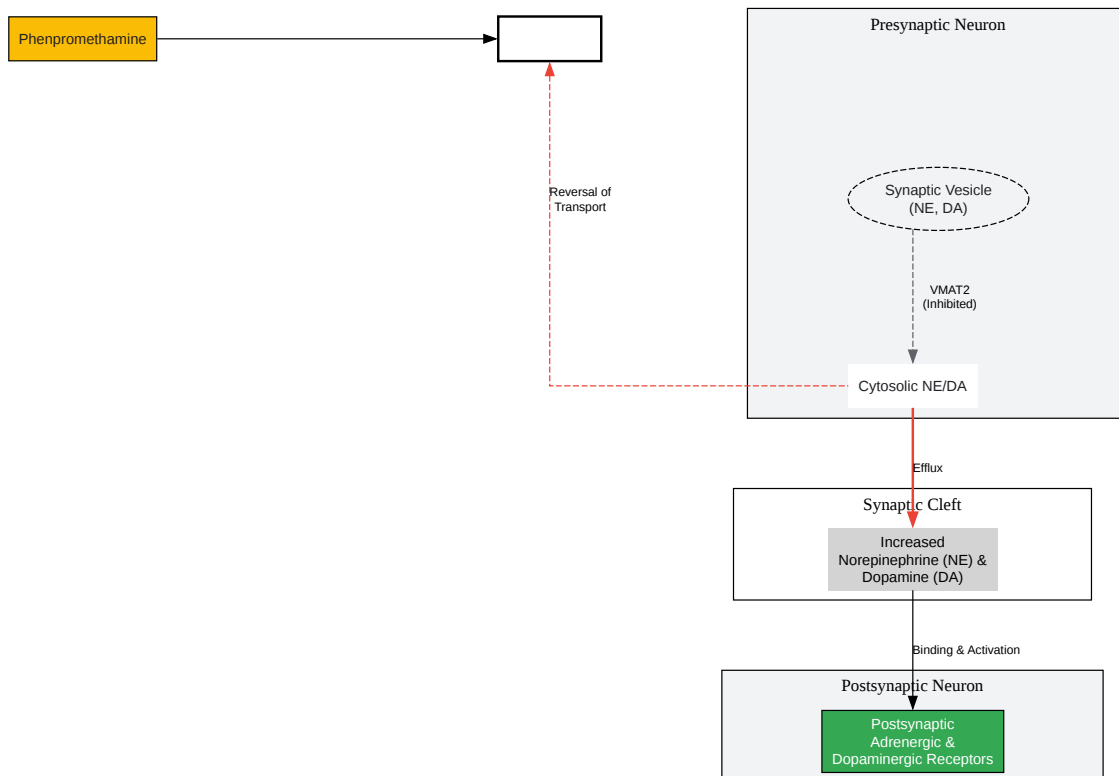 Phenpromethamine
Presynaptic Neuron
Synaptic Vesicle
(NE, DA)
Reversal of
Transport
VMAT2
(Inhibited)
Cytosolic NE/DA
Efflux
Synaptic Cleft
Increased
Norepinephrine (NE) &
Dopamine (DA)
Binding & Activation
Postsynaptic Neuron
Postsynaptic
Adrenergic &
Dopaminergic Receptors